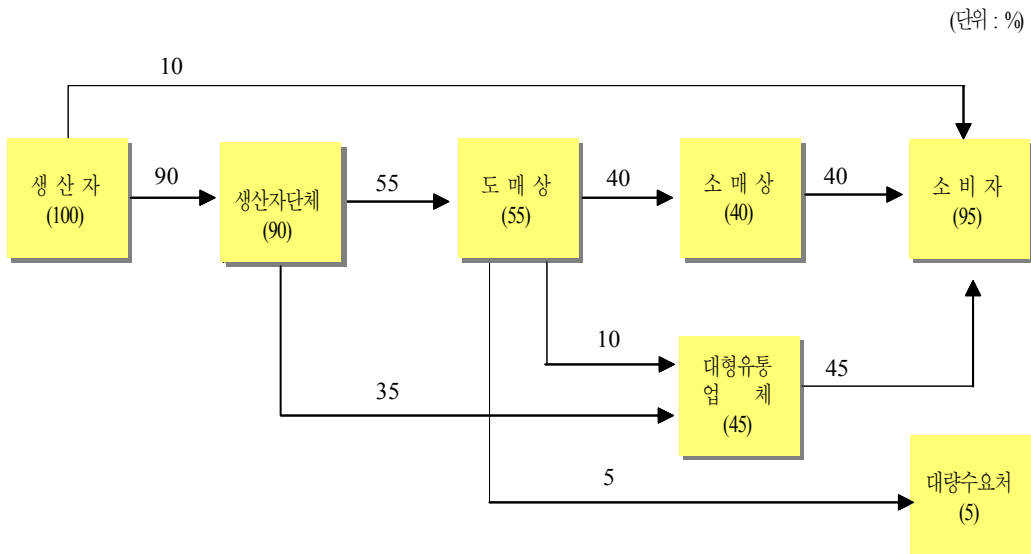 (단위 : %)
10
생 산 자
(100)
90
생산자단체
(90)
55
도 매 상
(55)
40
소 매 상
(40)
40
소 비 자
(95)
10
35
대형유통
업 체
(45)
45
5
대량수요처
(5)